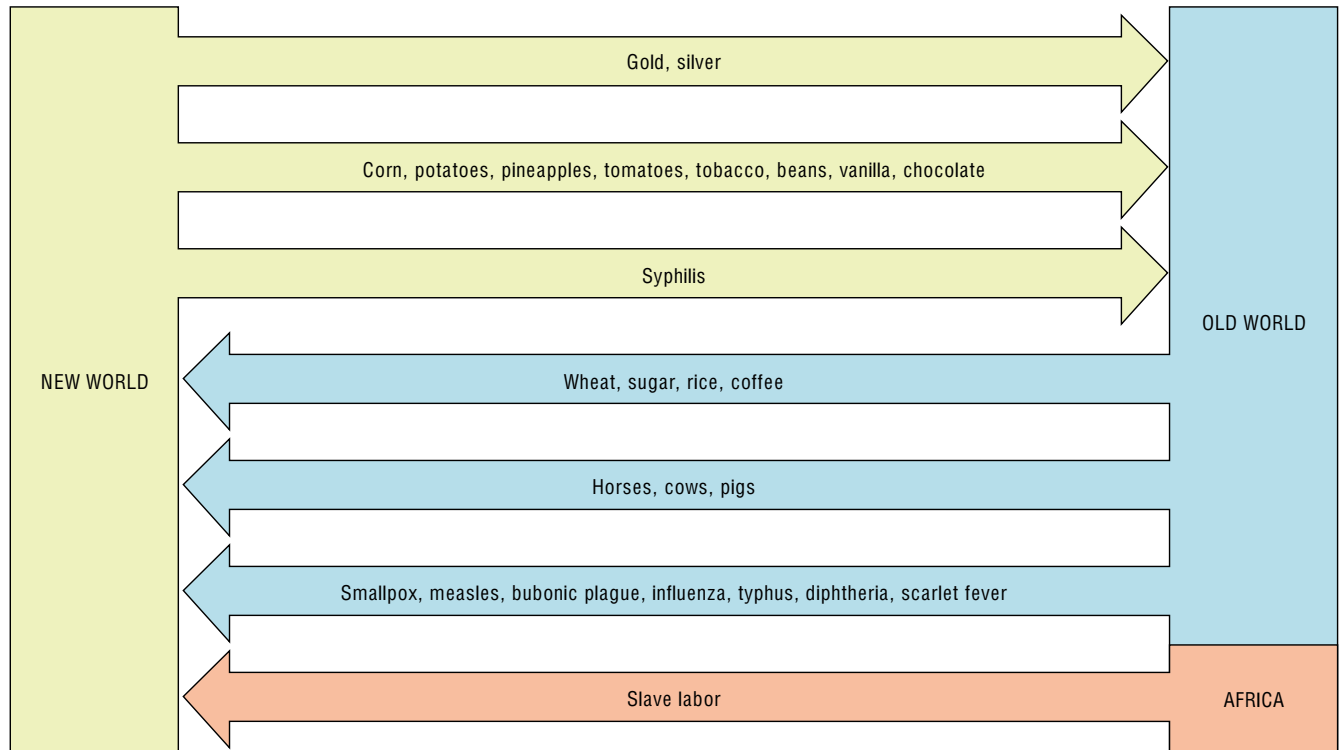 Gold, silver
Corn, potatoes, pineapples, tomatoes, tobacco, beans, vanilla, chocolate
Syphilis
OLD WORLD
NEW WORLD
Wheat, sugar, rice, coffee
Horses, cows, pigs
Smallpox, measles, bubonic plague, influenza, typhus, diphtheria, scarlet fever
Slave labor
AFRICA